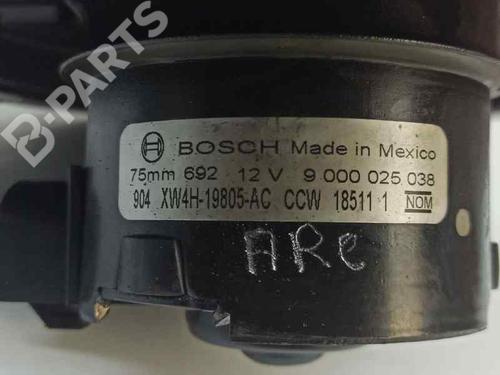 B-PARTS
BOSCH Made in Mexico
75mm 692 12 V 9 000 025 038
904 XW4H-19805-AC CCW 18511 1 NOM
ARC